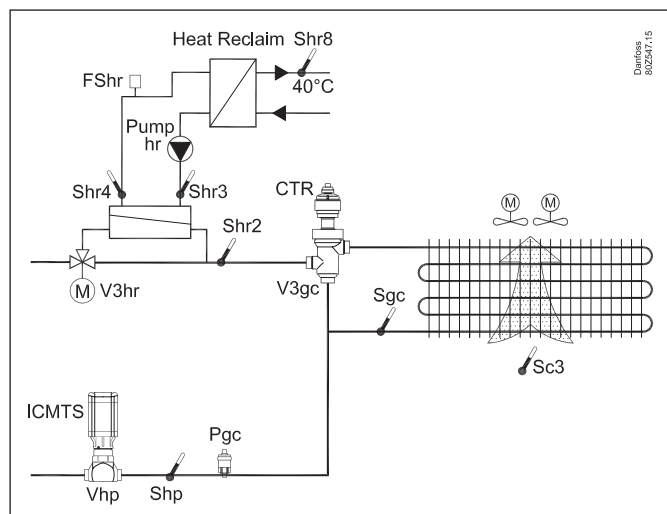 Heat Reclaim
Shr8
Danfoss
80Z547.15
FShr
40°C
Pump
hr
Shr4
Shr3
CTR
M
M
Shr2
M
V3hr
V3gc
Sgc
Sc3
ICMTS
Pgc
Vhp
Shp